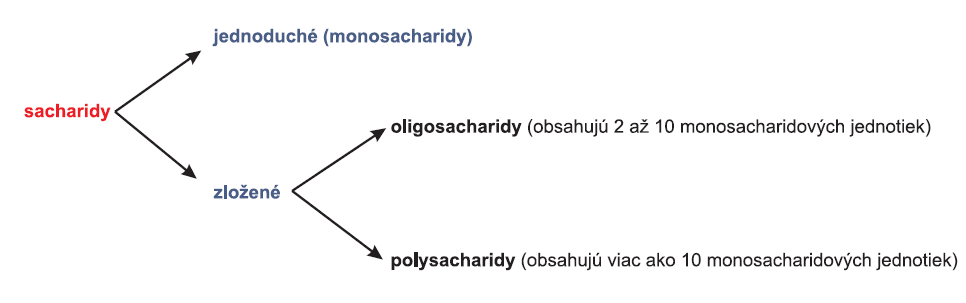 jednoduché (monosacharidy)
sacharidy
oligosacharidy (obsahujú 2 až 10 monosacharidových jednotiek)
zložené
polysacharidy (obsahujú viac ako 10 monosacharidových jednotiek)